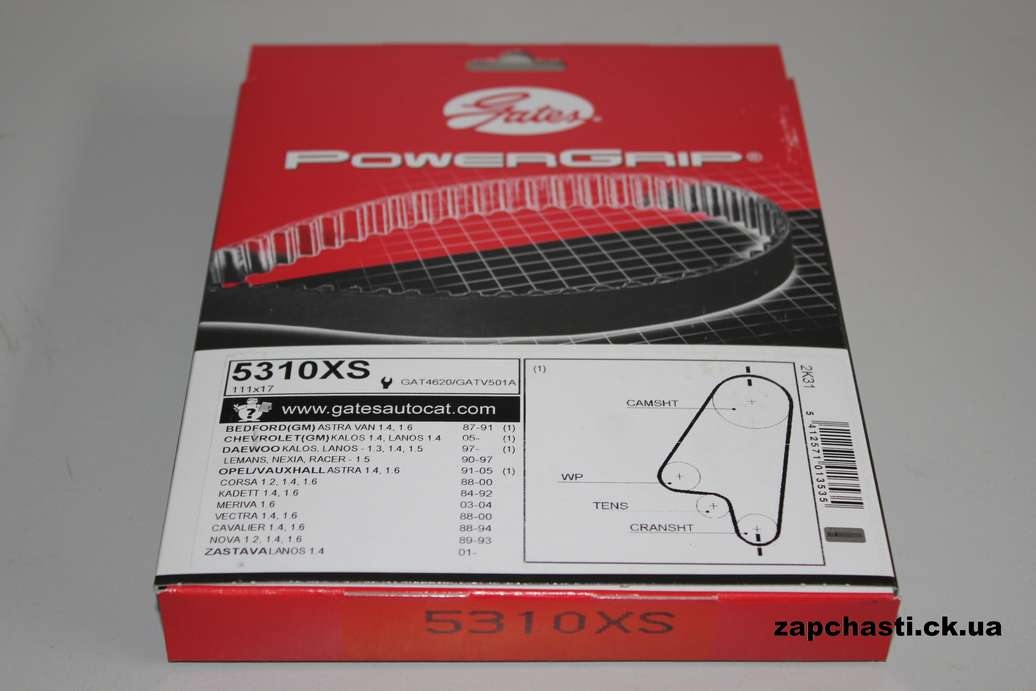 Gates®
POWERGRIP®
5310XS
111x17
GAT4620/GATV501A
www.gatesautocat.com
BEDFORD(GM) ASTRA VAN 1.4, 1.6 87-91 (1)
CHEVROLET(GM) KALOS 1.4, LANOS 1.4 05- (1)
DAEWOO KALOS, LANOS - 1.3, 1.4, 1.5 97- (1)
LEMANS, NEXIA, RACER - 1.5 90-97
OPEL/VAUXHALL ASTRA 1.4, 1.6 91-05 (1)
CORSA 1.2, 1.4, 1.6 88-00
KADETT 1.4, 1.6 84-92
MERIVA 1.6 03-04
VECTRA 1.4, 1.6 88-00
CAVALIER 1.4, 1.6 88-94
NOVA 1.2, 1.4, 1.6 89-93
ZASTAVA LANOS 1.4 01-
(1)
CAMSHT
WP
TENS
CRANSHT
2K31
5 412571 013535
5310XS
zapchasti.ck.ua